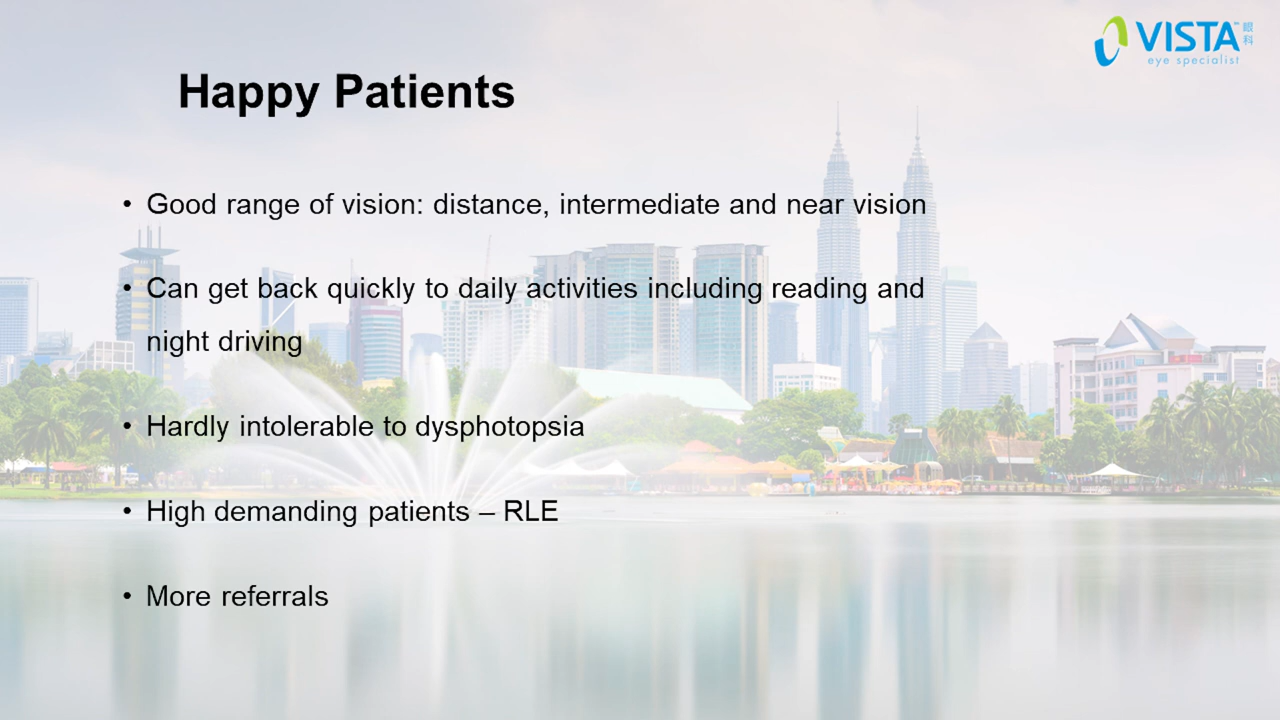 VISTA™ 眼科
eye specialist
Happy Patients
• Good range of vision: distance, intermediate and near vision
• Can get back quickly to daily activities including reading and
night driving
• Hardly intolerable to dysphotopsia
• High demanding patients – RLE
• More referrals